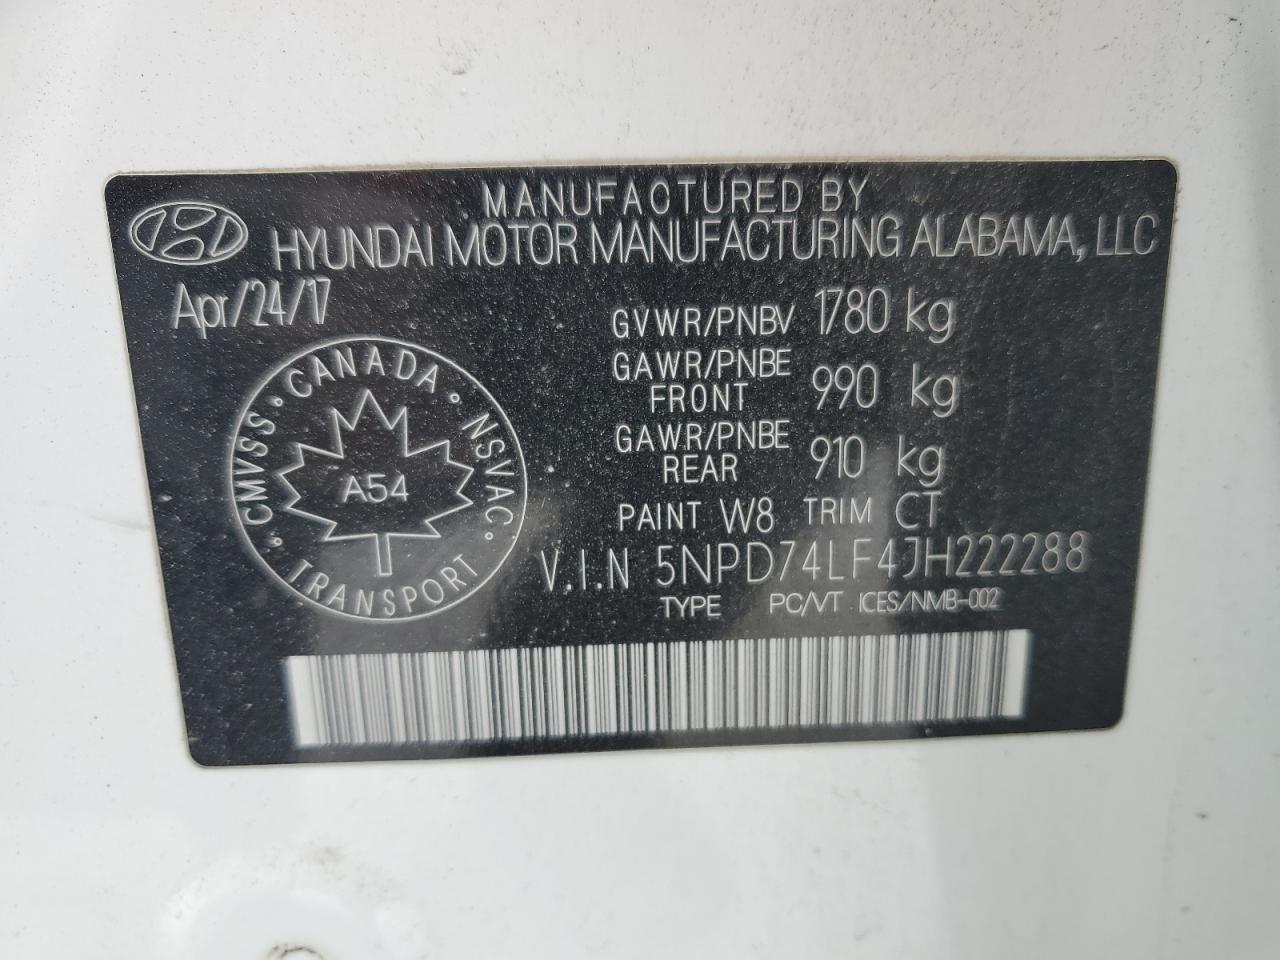 MANUFACTURED BY
HYUNDAI MOTOR MANUFACTURING ALABAMA, LLC
Apr/24/17
GVWR/PNBV 1780 kg
GAWR/PNBE FRONT 990 kg
GAWR/PNBE REAR 910 kg
PAINT W8 TRIM CT
V.I.N 5NPD74LF4JH222288
TYPE PC/VT ICES/NMB-002
CMVSS · CANADA · NSVAC · TRANSPORT ·
A54